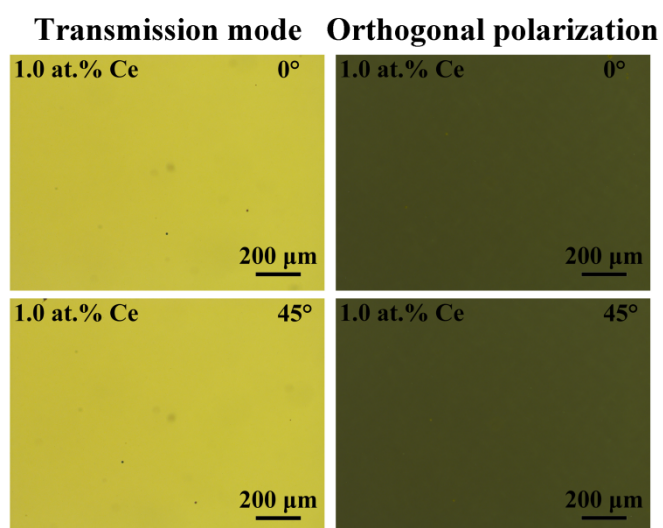 Transmission mode Orthogonal polarization
1.0 at.% Ce 0° 1.0 at.% Ce 0°
200 μm 200 μm
1.0 at.% Ce 45° 1.0 at.% Ce 45°
200 μm 200 μm